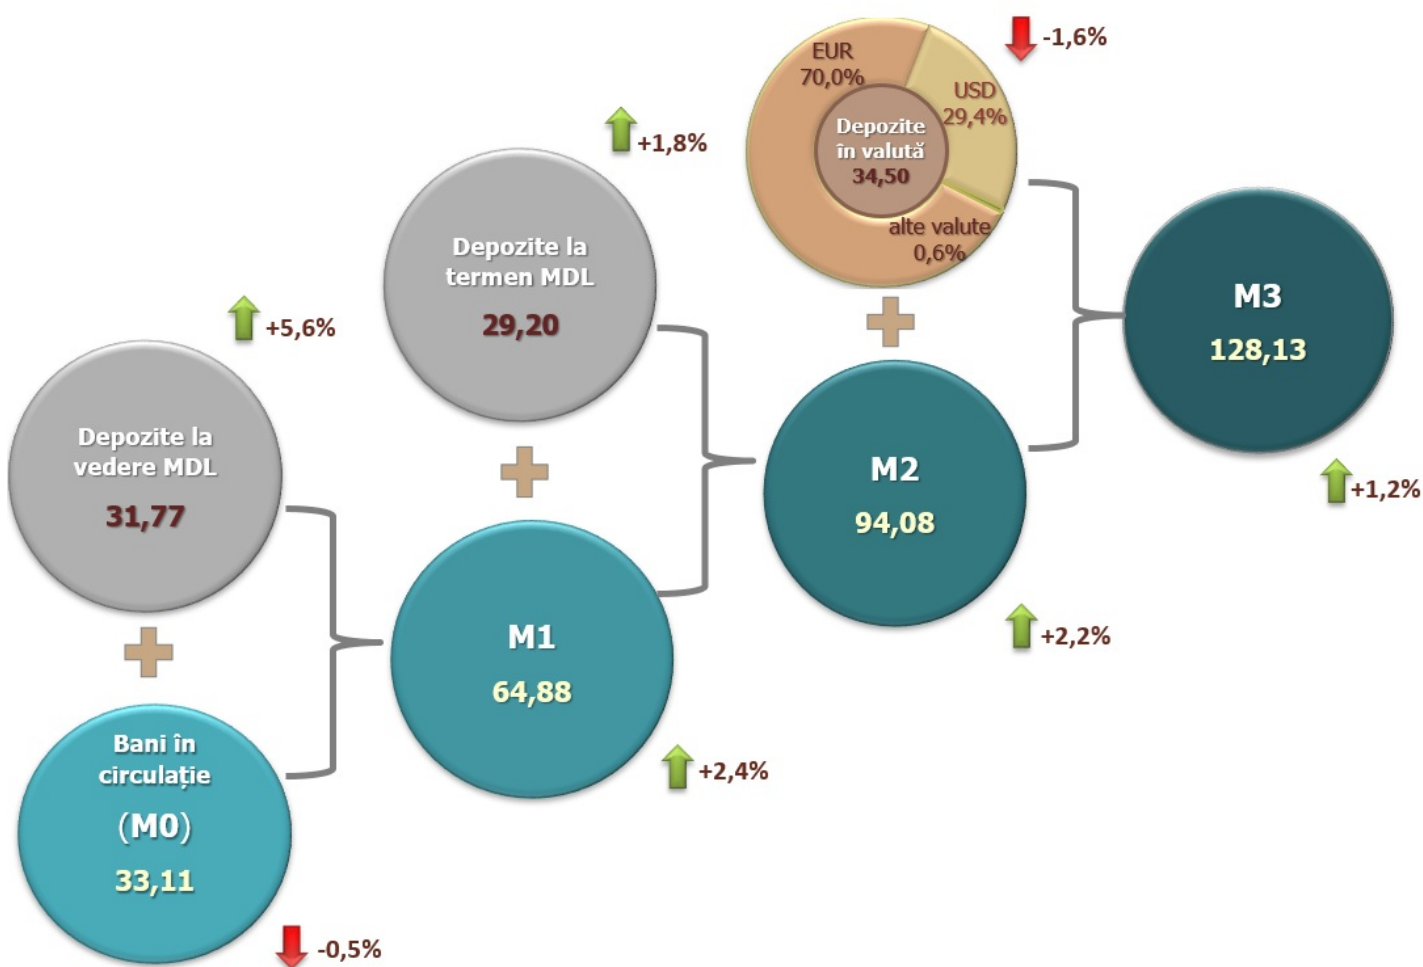 Bani în
circulație
(M0)
33,11
-0,5%
Depozite la
vedere MDL
31,77
+5,6%
M1
64,88
+2,4%
Depozite la
termen MDL
29,20
+1,8%
M2
94,08
+2,2%
EUR
70,0%
USD
29,4%
alte valute
0,6%
Depozite
în valută
34,50
-1,6%
M3
128,13
+1,2%